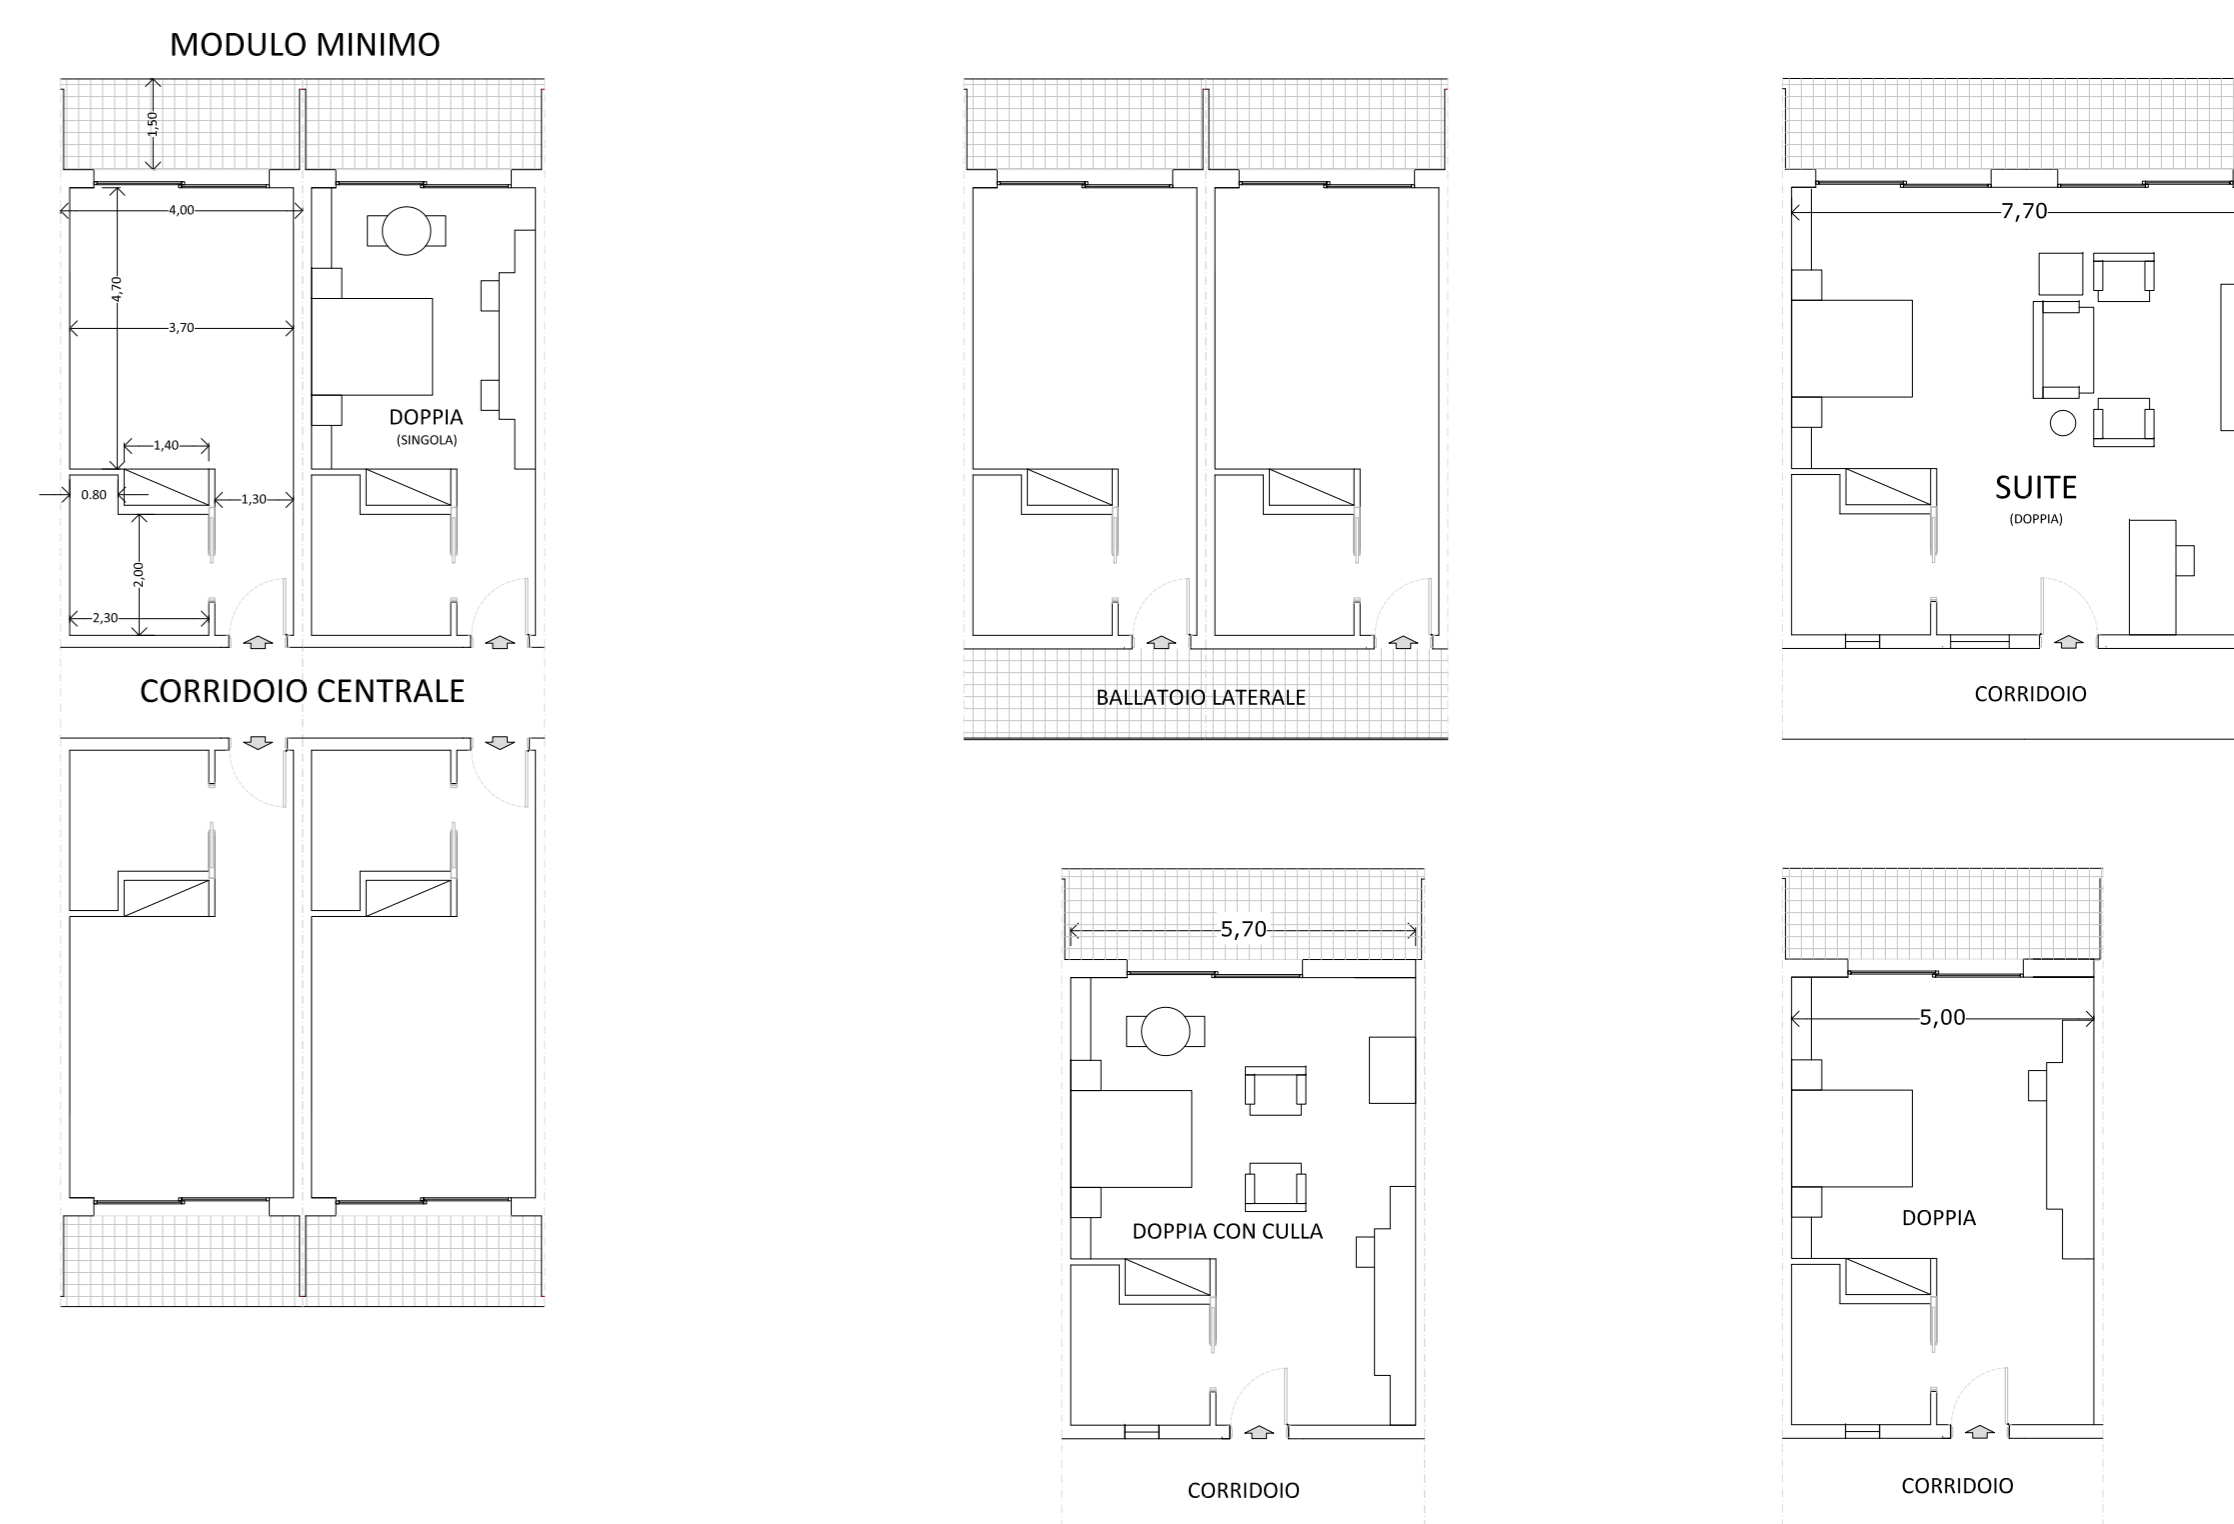 MODULO MINIMO
1,50
4,00
4,70
3,70
DOPPIA
(SINGOLA)
1,40
0.80
1,30
2,00
2,30
CORRIDOIO CENTRALE
BALLATOIO LATERALE
7,70
SUITE
(DOPPIA)
CORRIDOIO
5,70
DOPPIA CON CULLA
CORRIDOIO
5,00
DOPPIA
CORRIDOIO